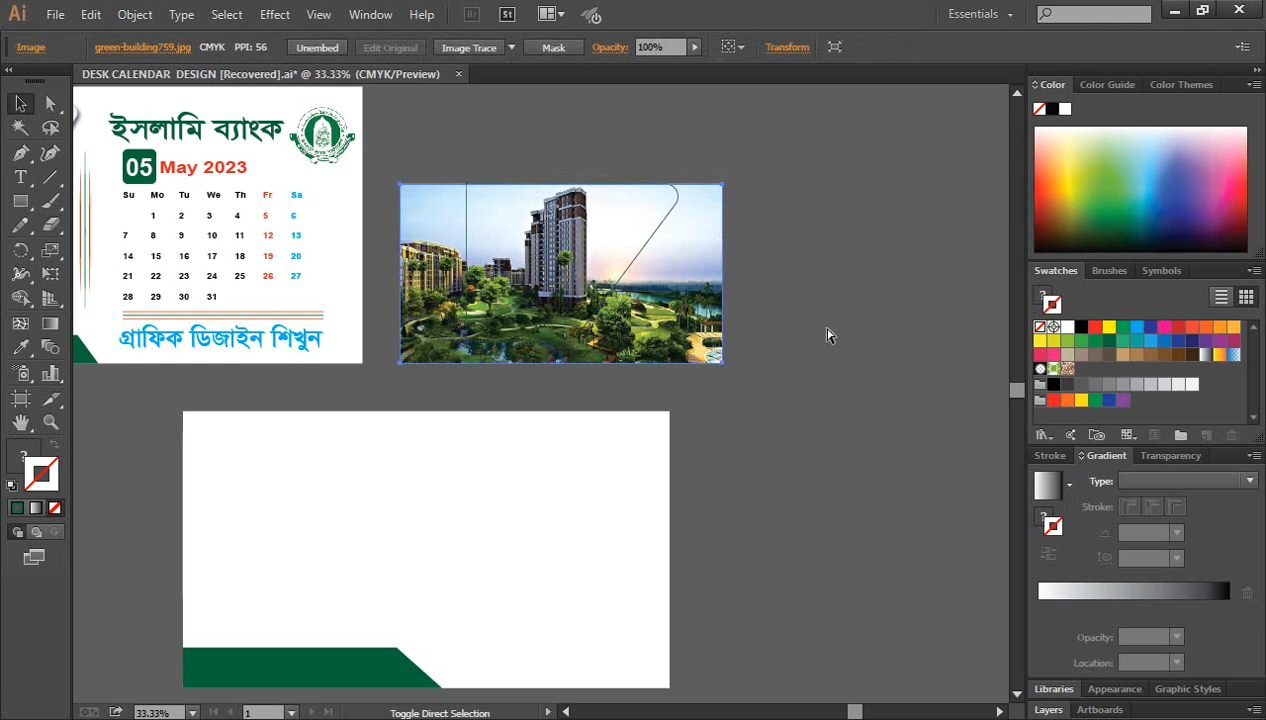 Ai File Edit Object Type Select Effect View Window Help Br St Essentials
Image green-building759.jpg CMYK PPI: 56 Unembed Edit Original Image Trace Mask Opacity: 100% Transform
DESK CALENDAR DESIGN [Recovered].ai* @ 33.33% (CMYK/Preview)
ইসলামি ব্যাংক
05 May 2023
Su Mo Tu We Th Fr Sa
1 2 3 4 5 6
7 8 9 10 11 12 13
14 15 16 17 18 19 20
21 22 23 24 25 26 27
28 29 30 31
গ্রাফিক ডিজাইন শিখুন
Color Color Guide Color Themes
Swatches Brushes Symbols
Stroke Gradient Transparency
Type:
Stroke:
Opacity:
Location:
Libraries Appearance Graphic Styles
Layers Artboards
33.33% 1 Toggle Direct Selection